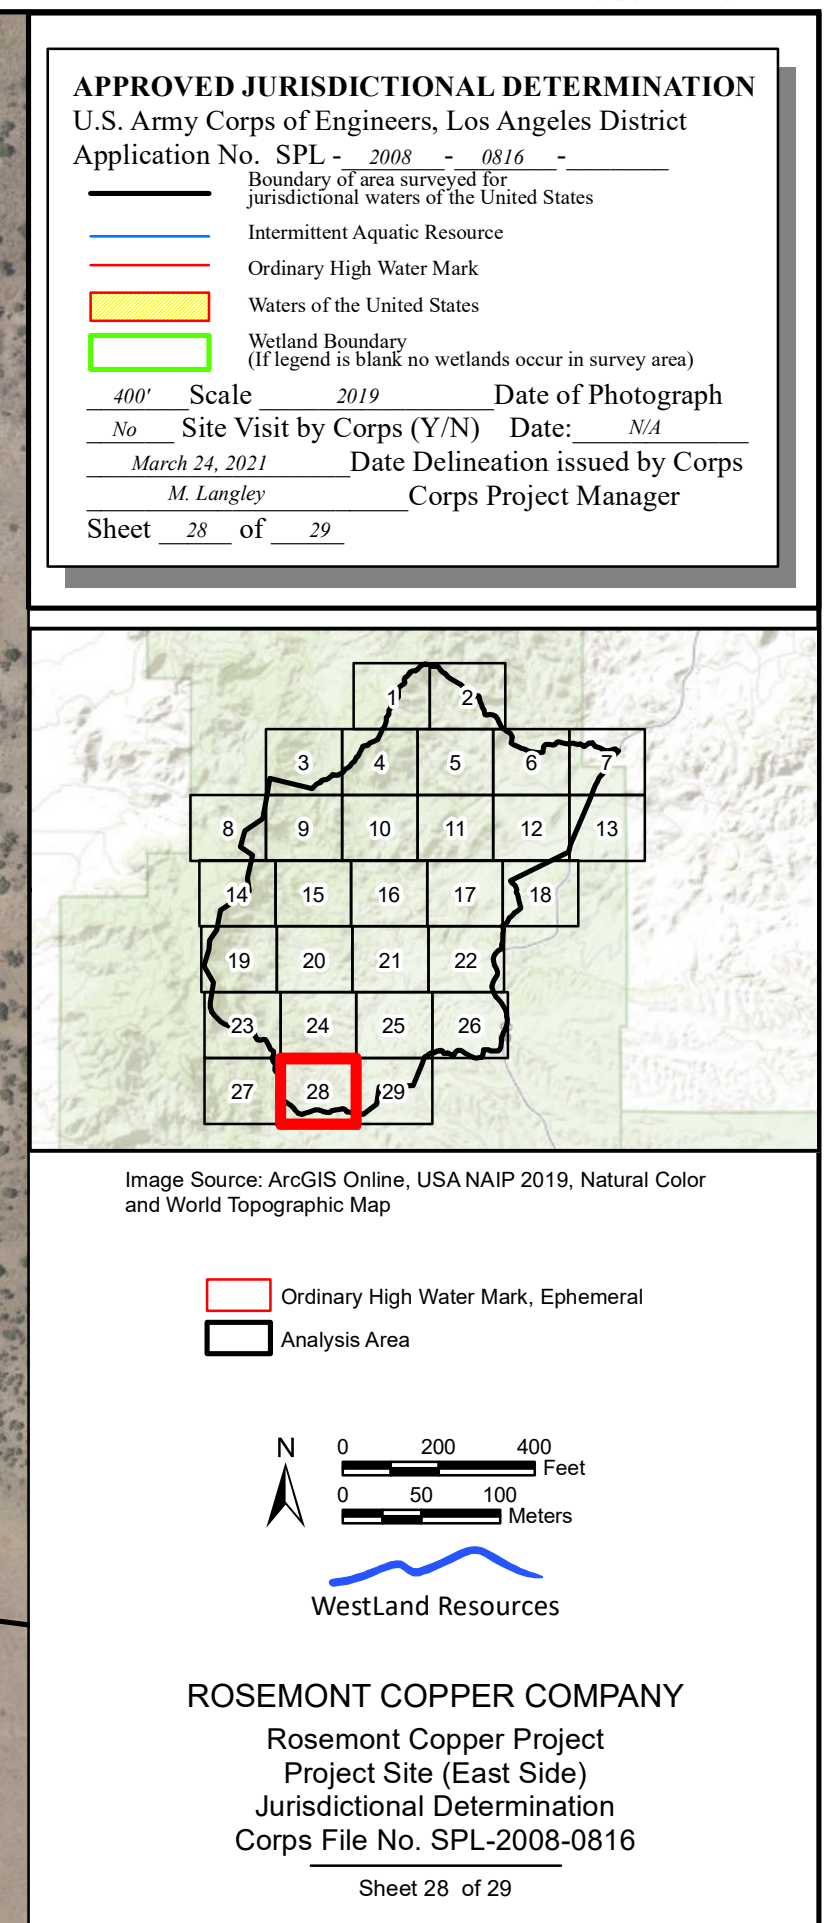 APPROVED JURISDICTIONAL DETERMINATION
U.S. Army Corps of Engineers, Los Angeles District
Application No. SPL - 2008 - 0816 -
Boundary of area surveyed for
jurisdictional waters of the United States
Intermittent Aquatic Resource
Ordinary High Water Mark
Waters of the United States
Wetland Boundary
(If legend is blank no wetlands occur in survey area)
400' Scale 2019 Date of Photograph
No Site Visit by Corps (Y/N) Date: N/A
March 24, 2021 Date Delineation issued by Corps
M. Langley Corps Project Manager
Sheet 28 of 29
1 2
3 4 5 6 7
8 9 10 11 12 13
14 15 16 17 18
19 20 21 22
23 24 25 26
27 28 29
Image Source: ArcGIS Online, USA NAIP 2019, Natural Color
and World Topographic Map
Ordinary High Water Mark, Ephemeral
Analysis Area
N
0 200 400
Feet
0 50 100
Meters
WestLand Resources
ROSEMONT COPPER COMPANY
Rosemont Copper Project
Project Site (East Side)
Jurisdictional Determination
Corps File No. SPL-2008-0816
Sheet 28 of 29